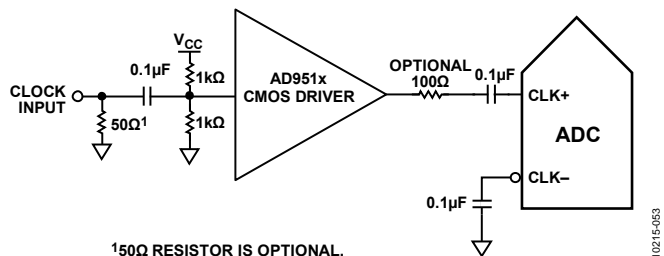 V_CC
0.1µF
1kΩ
CLOCK
INPUT
50Ω¹
1kΩ
AD951x
CMOS DRIVER
OPTIONAL
100Ω
0.1µF
CLK+
ADC
CLK–
0.1µF
¹50Ω RESISTOR IS OPTIONAL.
10215-053